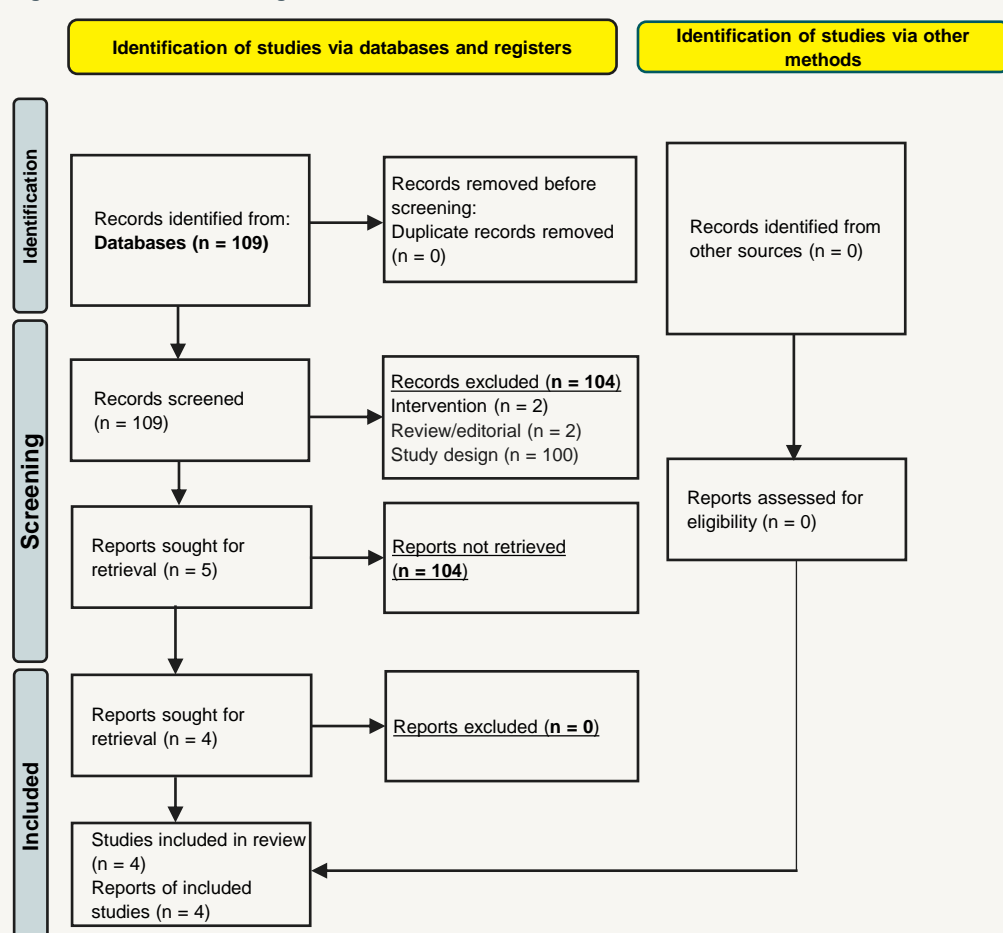 Identification of studies via databases and registers
Identification of studies via other
methods
Identification
Records identified from:
Databases (n = 109)
Records removed before
screening:
Duplicate records removed
(n = 0)
Records identified from
other sources (n = 0)
Screening
Records screened
(n = 109)
Records excluded (n = 104)
Intervention (n = 2)
Review/editorial (n = 2)
Study design (n = 100)
Reports sought for
retrieval (n = 5)
Reports not retrieved
(n = 104)
Reports assessed for
eligibility (n = 0)
Included
Reports sought for
retrieval (n = 4)
Reports excluded (n = 0)
Studies included in review
(n = 4)
Reports of included
studies (n = 4)